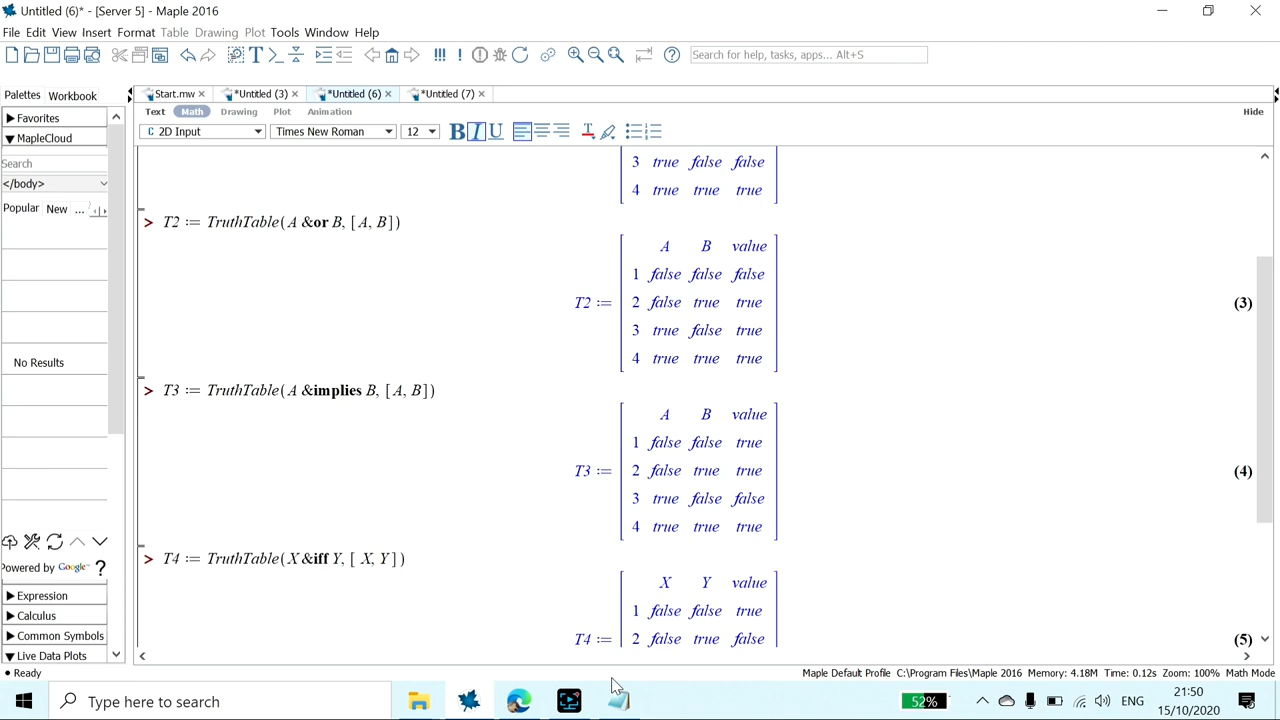 Untitled (6)* - [Server 5] - Maple 2016
File Edit View Insert Format Table Drawing Plot Tools Window Help
Search for help, tasks, apps... Alt+S
Palettes Workbook
Start.mw *Untitled (3) *Untitled (6) *Untitled (7)
Text Math Drawing Plot Animation Hide
C 2D Input Times New Roman 12 B I U
Favorites
MapleCloud
Search
</body>
Popular New ...
No Results
Powered by Google ?
Expression
Calculus
Common Symbols
Live Data Plots
3 true false false
4 true true true
> T2 := TruthTable(A &or B, [A, B])
A B value
1 false false false
T2 := 2 false true true (3)
3 true false true
4 true true true
> T3 := TruthTable(A &implies B, [A, B])
A B value
1 false false true
T3 := 2 false true true (4)
3 true false false
4 true true true
> T4 := TruthTable(X &iff Y, [ X, Y])
X Y value
1 false false true
T4 := 2 false true false (5)
Ready
Maple Default Profile C:\Program Files\Maple 2016 Memory: 4.18M Time: 0.12s Zoom: 100% Math Mode
Type here to search
52%
ENG
21:50
15/10/2020